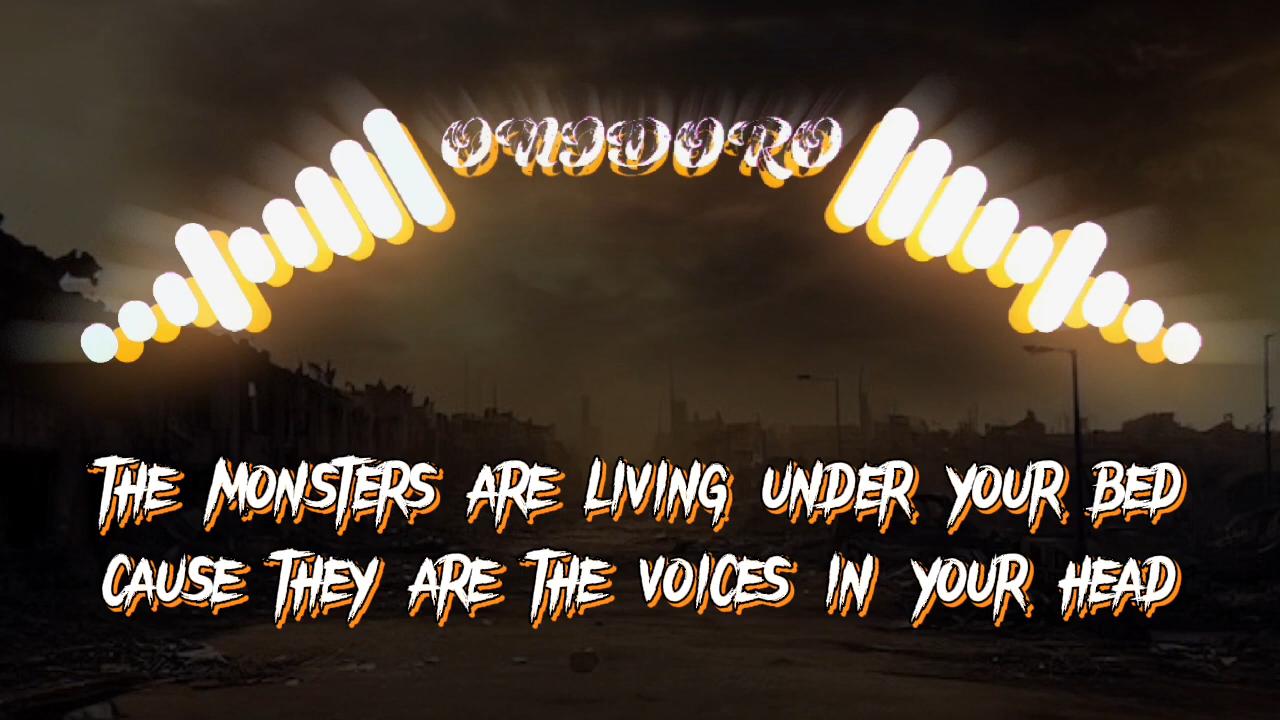 ONIDORO
THE MONSTERS ARE LIVING UNDER YOUR BED
CAUSE THEY ARE THE VOICES IN YOUR HEAD